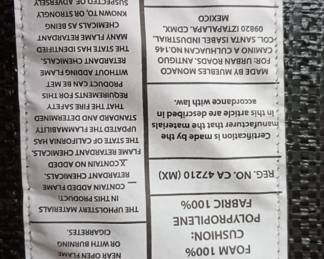 FOAM 100%
CUSHION:
POLYPROPILENE
FABRIC 100%
REG. NO. CA 47210 (MX)
Certification is made by the
manufacturer that the materials
in this article are described in
accordance with law.
MADE BY MUEBLES MONACO
FOR: URBAN ROADS. ANTIGUO
CAMINO A CULHUACAN No.146,
COL. SANTA ISABEL INDUSTRIAL.
09820 IZTAPALAPA, CDMX.
MEXICO
NEAR OPEN FLAME
OR WITH BURNING
CIGARETTES.
THE UPHOLSTERY MATERIALS
IN THIS PRODUCT:
CONTAIN ADDED FLAME
RETARDANT CHEMICALS.
X CONTAIN NO ADDED
FLAME RETARDANT CHEMICALS.
THE STATE OF CALIFORNIA HAS
UPDATED THE FLAMMABILITY
STANDARD AND DETERMINED
THAT THE FIRE SAFETY
REQUIREMENTS FOR THIS
PRODUCT CAN BE MET
WITHOUT ADDING FLAME
RETARDANT CHEMICALS.
THE STATE HAS IDENTIFIED
MANY FLAME RETARDANT
CHEMICALS AS BEING
KNOWN TO, OR STRONGLY
SUSPECTED OF, ADVERSELY